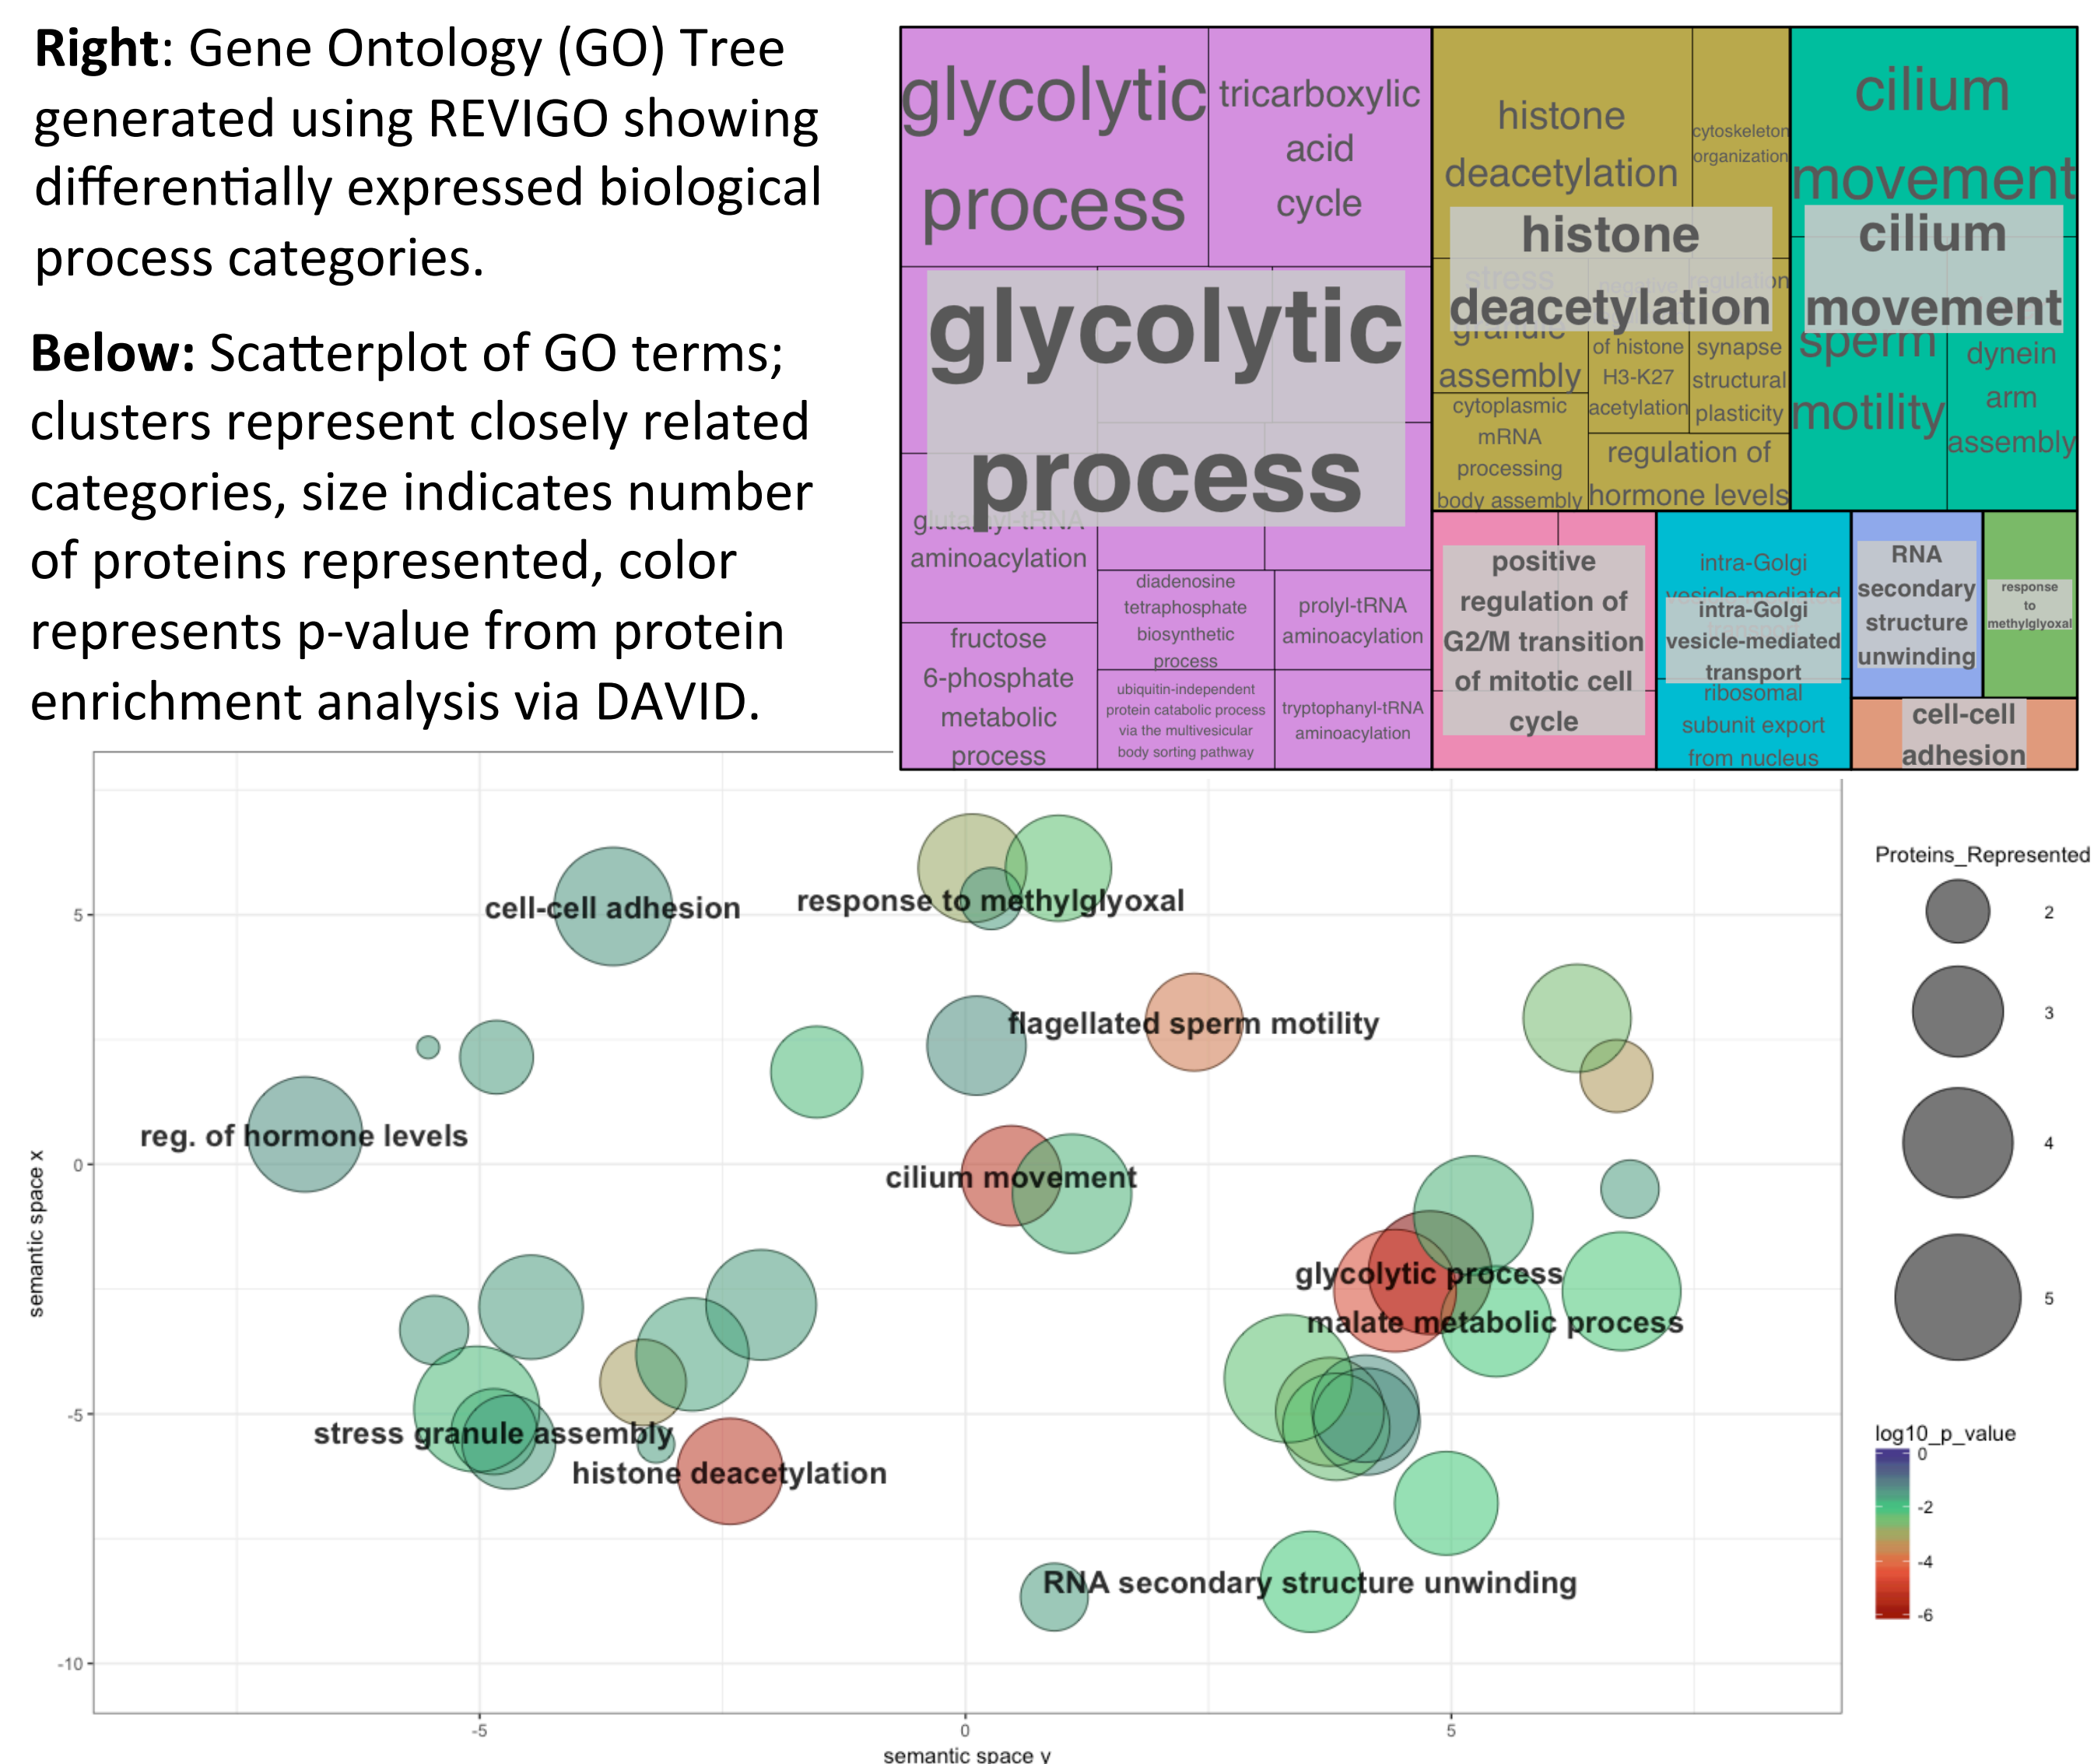 Right: Gene Ontology (GO) Tree
generated using REVIGO showing
differentially expressed biological
process categories.
Below: Scatterplot of GO terms;
clusters represent closely related
categories, size indicates number
of proteins represented, color
represents p-value from protein
enrichment analysis via DAVID.
glycolytic
process
tricarboxylic
acid
cycle
glycolytic
process
glutamyl-tRNA
aminoacylation
fructose
6-phosphate
metabolic
process
diadenosine
tetraphosphate
biosynthetic
process
prolyl-tRNA
aminoacylation
ubiquitin-independent
protein catabolic process
via the multivesicular
body sorting pathway
tryptophanyl-tRNA
aminoacylation
histone
deacetylation
cytoskeleton
organization
histone
deacetylation
stress
granule
assembly
negative
regulation
of histone
H3-K27
acetylation
synapse
structural
plasticity
cytoplasmic
mRNA
processing
body assembly
regulation of
hormone levels
cilium
movement
cilium
movement
sperm
motility
dynein
arm
assembly
positive
regulation of
G2/M transition
of mitotic cell
cycle
intra-Golgi
vesicle-mediated
transport
intra-Golgi
vesicle-mediated
transport
ribosomal
subunit export
from nucleus
RNA
secondary
structure
unwinding
response
to
methylglyoxal
cell-cell
adhesion
cell-cell adhesion
response to methylglyoxal
flagellated sperm motility
reg. of hormone levels
cilium movement
glycolytic process
malate metabolic process
stress granule assembly
histone deacetylation
RNA secondary structure unwinding
semantic space x
5
0
-5
-10
-5
0
5
semantic space y
Proteins_Represented
2
3
4
5
log10_p_value
0
-2
-4
-6